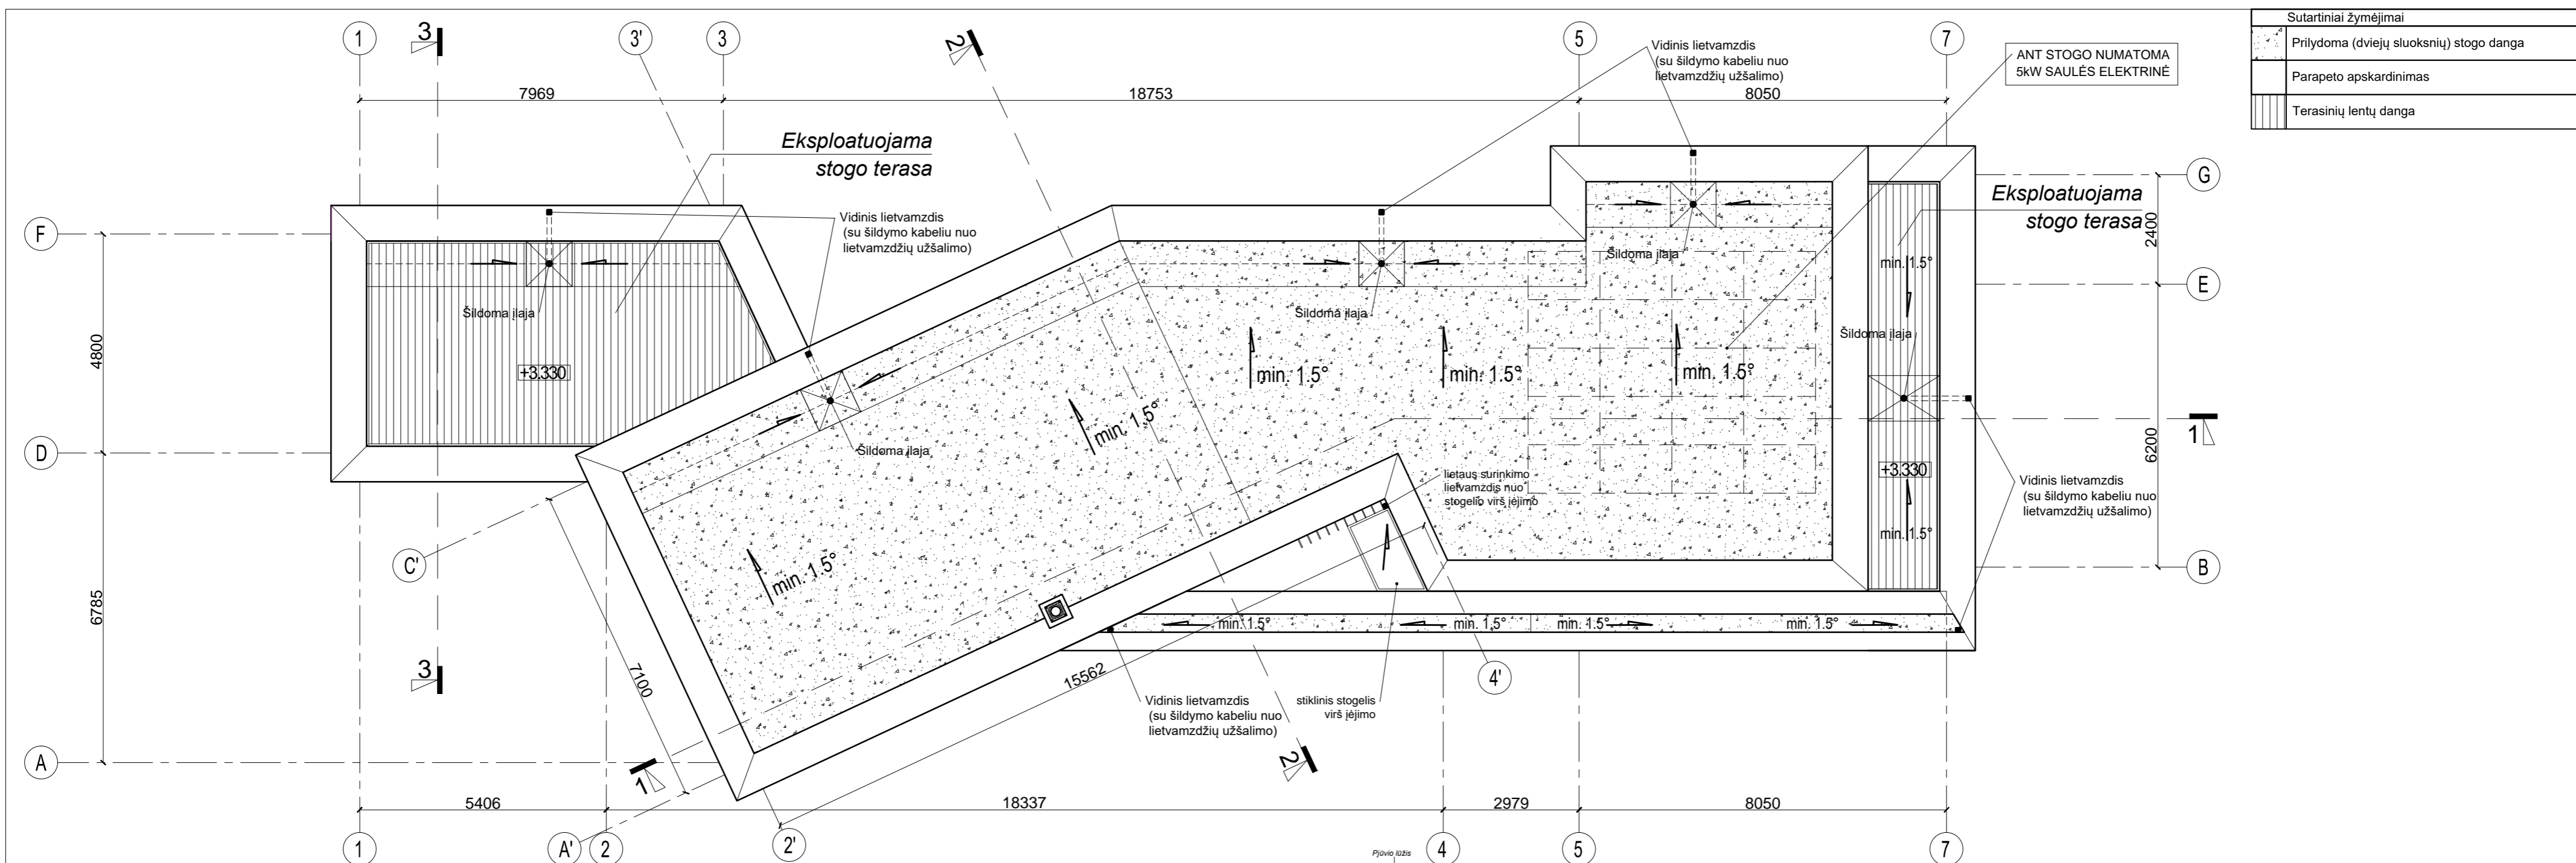 Sutartiniai žymėjimai
Prilydoma (dviejų sluoksnių) stogo danga
Parapeto apskardinimas
Terasinių lentų danga
1
3
3'
3
2
5
7
Vidinis lietvamzdis
(su šildymo kabeliu nuo
lietvamzdžių užšalimo)
ANT STOGO NUMATOMA
5kW SAULĖS ELEKTRINĖ
7969
18753
8050
Eksploatuojama
stogo terasa
G
Eksploatuojama
stogo terasa
2400
Vidinis lietvamzdis
(su šildymo kabeliu nuo
lietvamzdžių užšalimo)
F
Šildoma įlaja
min. 1.5°
E
Šildoma įlaja
Šildoma įlaja
Šildoma įlaja
4800
+3.330
min. 1.5°
min. 1.5°
min. 1.5°
min. 1.5°
1
D
Šildoma įlaja
6200
+3.330
lietaus surinkimo
lietvamzdis nuo
stogelio virš įėjimo
Vidinis lietvamzdis
(su šildymo kabeliu nuo
lietvamzdžių užšalimo)
min. 1.5°
C'
min. 1.5°
B
6785
min. 1.5°
min. 1.5°
min. 1.5°
min. 1.5°
3
7100
15562
4'
Vidinis lietvamzdis
(su šildymo kabeliu nuo
lietvamzdžių užšalimo)
stiklinis stogelis
virš įėjimo
A
1
2
5406
18337
2979
8050
1
A'
2
2'
Pjūvio lūžis
4
5
7